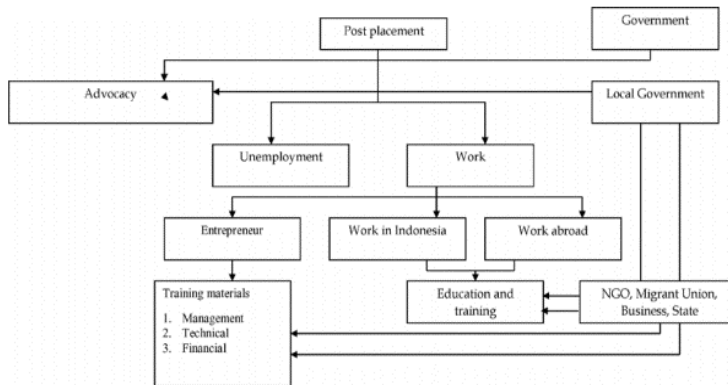 Post placement
Government
Advocacy
Local Government
Unemployment
Work
Entrepreneur
Work in Indonesia
Work abroad
Training materials
1. Management
2. Technical
3. Financial
Education and
training
NGO, Migrant Union,
Business, State